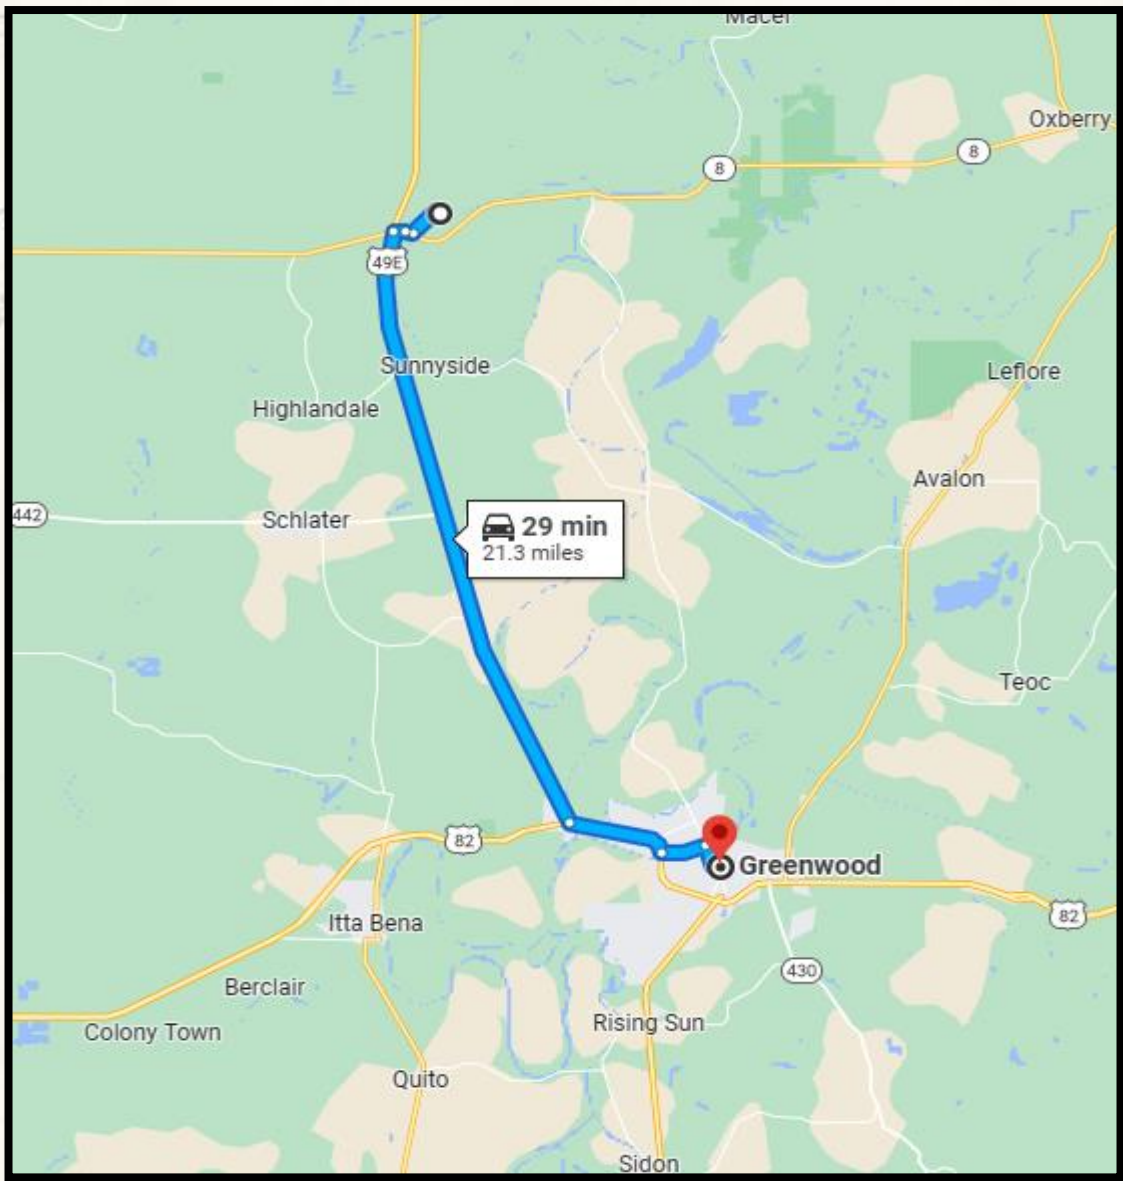 Macel
Oxberry
8
8
49E
Sunnyside
Leflore
Highlandale
Avalon
442
Schlater
29 min
21.3 miles
Teoc
82
Greenwood
82
Itta Bena
430
Berclair
Rising Sun
Colony Town
Quito
Sidon